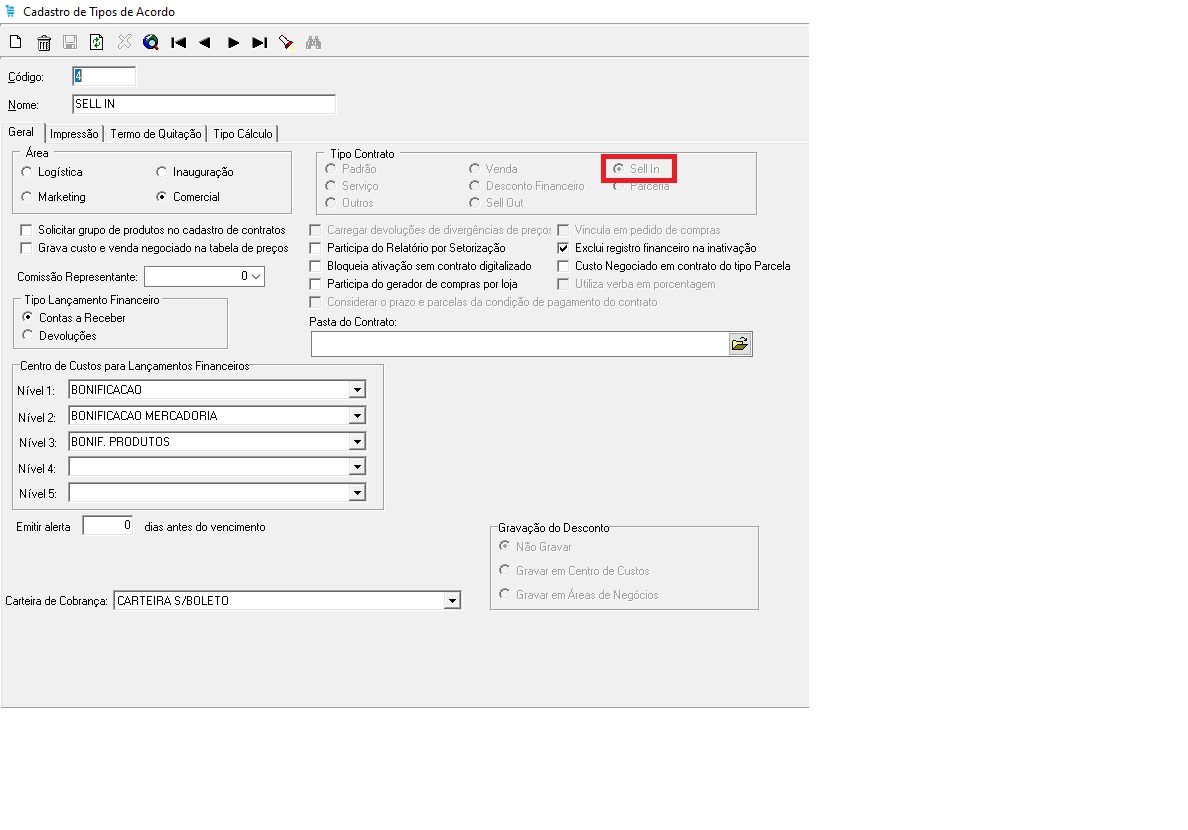 Cadastro de Tipos de Acordo
Código: 4
Nome: SELL IN
Geral Impressão Termo de Quitação Tipo Cálculo
Área
Logística Inauguração
Marketing Comercial
Tipo Contrato
Padrão Venda Sell In
Serviço Desconto Financeiro Parceria
Outros Sell Out
Solicitar grupo de produtos no cadastro de contratos
Grava custo e venda negociado na tabela de preços
Carregar devoluções de divergências de preços Vincula em pedido de compras
Participa do Relatório por Setorização Exclui registro financeiro na inativação
Bloqueia ativação sem contrato digitalizado Custo Negociado em contrato do tipo Parcela
Participa do gerador de compras por loja Utiliza verba em porcentagem
Considerar o prazo e parcelas da condição de pagamento do contrato
Comissão Representante: 0
Tipo Lançamento Financeiro
Contas a Receber
Devoluções
Pasta do Contrato:
Centro de Custos para Lançamentos Financeiros
Nível 1: BONIFICACAO
Nível 2: BONIFICACAO MERCADORIA
Nível 3: BONIF. PRODUTOS
Nível 4:
Nível 5:
Emitir alerta 0 dias antes do vencimento
Gravação do Desconto
Não Gravar
Gravar em Centro de Custos
Gravar em Áreas de Negócios
Carteira de Cobrança: CARTEIRA S/BOLETO